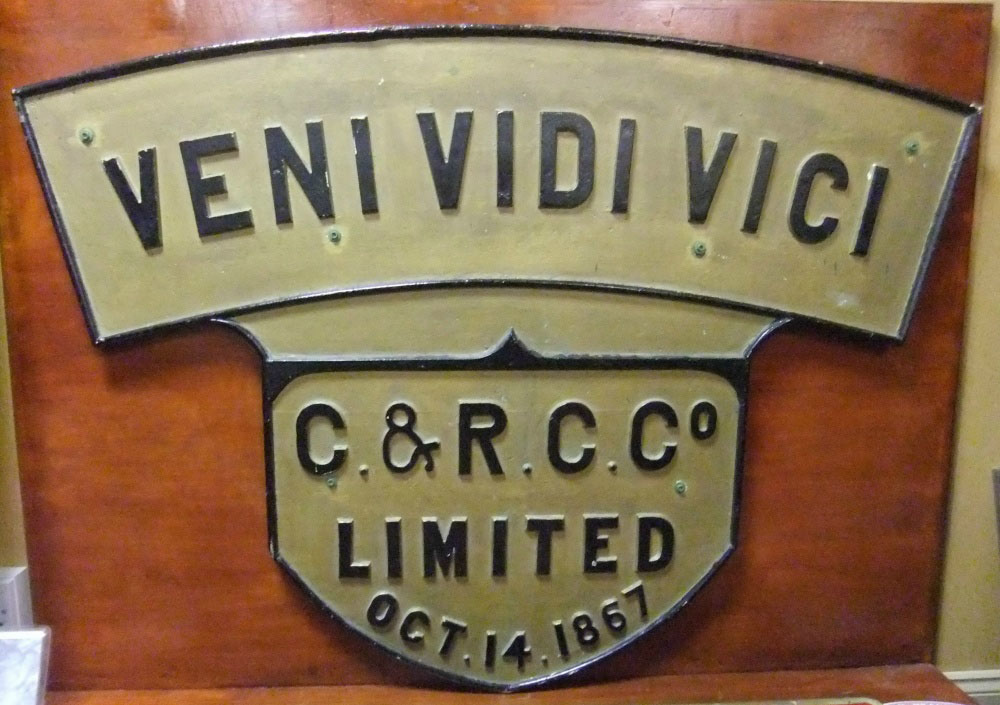 VENI VIDI VICI
C.&R.C.Cº
LIMITED
OCT.14.1867